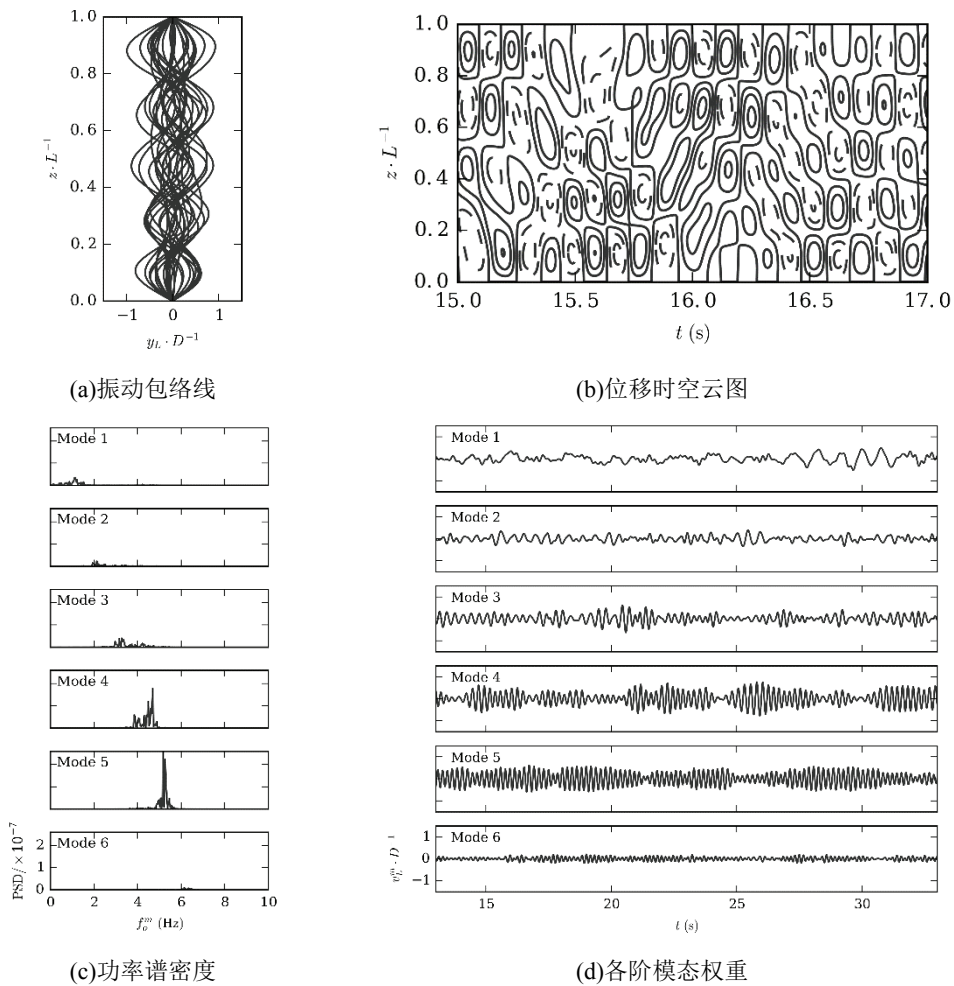 1.0
0.8
0.6
0.4
0.2
0.0
z · L⁻¹
−1 0 1
y_L · D⁻¹
(a)振动包络线
1.0
0.8
0.6
0.4
0.2
0.0
z · L⁻¹
15.0 15.5 16.0 16.5 17.0
t (s)
(b)位移时空云图
Mode 1
Mode 2
Mode 3
Mode 4
Mode 5
Mode 6
2
1
0
PSD/×10⁻⁷
0 2 4 6 8 10
f_o^m (Hz)
(c)功率谱密度
Mode 1
Mode 2
Mode 3
Mode 4
Mode 5
Mode 6
1
0
−1
15 20 25 30
t (s)
(d)各阶模态权重